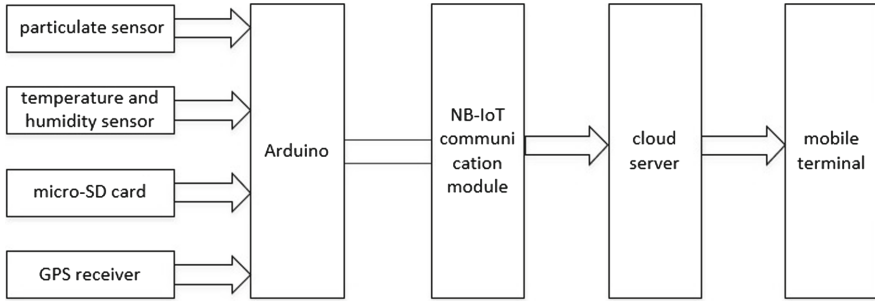 particulate sensor
temperature and
humidity sensor
micro-SD card
GPS receiver
Arduino
NB-IoT
communi
cation
module
cloud
server
mobile
terminal